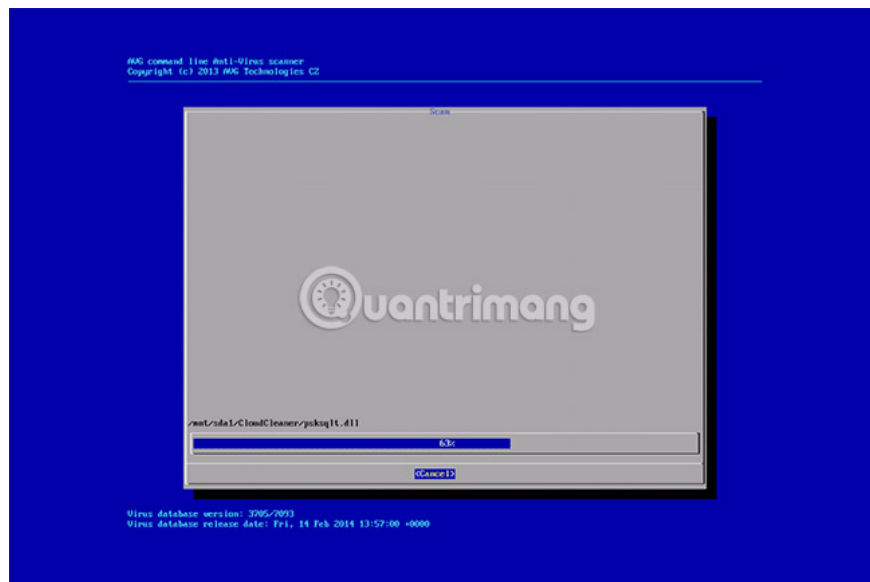 AVG command line Anti-Virus scanner
Copyright (c) 2013 AVG Technologies CZ
Scan
Quantrimang
/mnt/sda1/CloudCleaner/psksqlt.dll
63%
<Cancel>
Virus database version: 3705/7093
Virus database release date: Fri, 14 Feb 2014 13:57:00 +0000